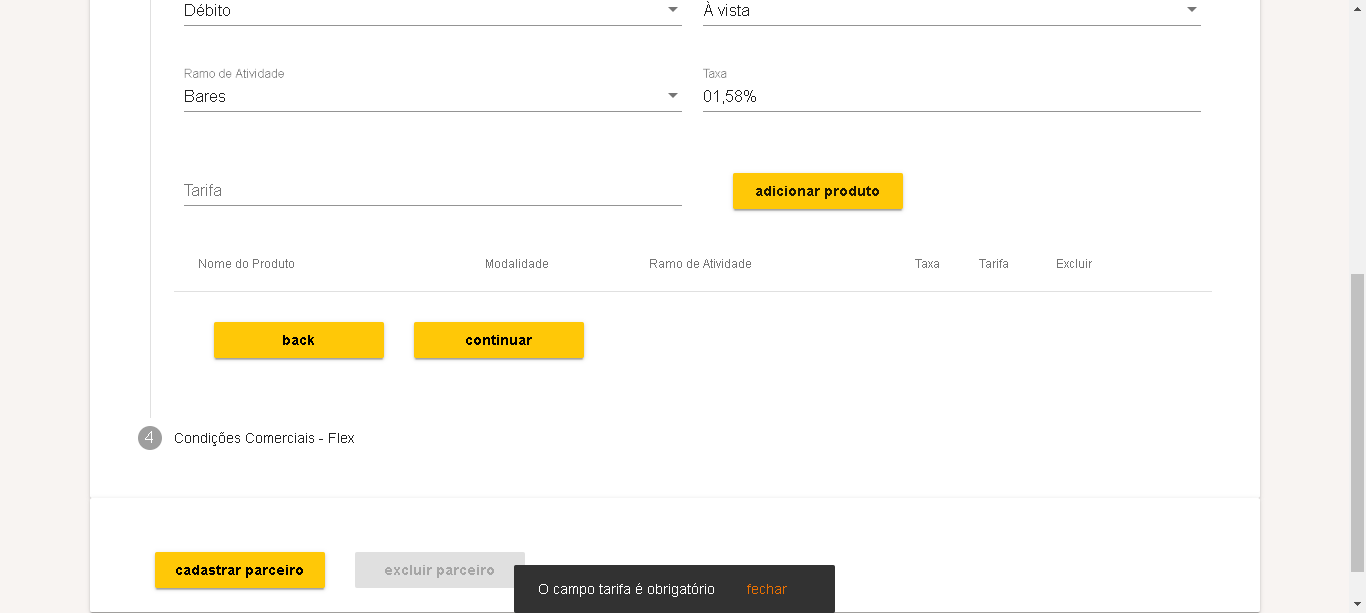 Débito À vista
Ramo de Atividade Taxa
Bares 01,58%
Tarifa adicionar produto
Nome do Produto Modalidade Ramo de Atividade Taxa Tarifa Excluir
back continuar
4 Condições Comerciais - Flex
cadastrar parceiro excluir parceiro
O campo tarifa é obrigatório fechar